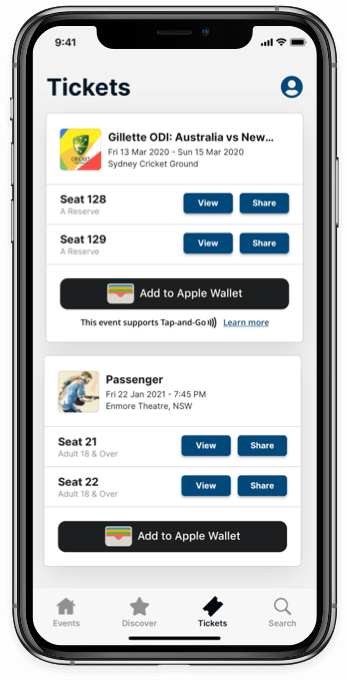 9:41
Tickets
Gillette ODI: Australia vs New...
Fri 13 Mar 2020 - Sun 15 Mar 2020
Sydney Cricket Ground
CRICKET
Seat 128
A Reserve
View
Share
Seat 129
A Reserve
View
Share
Add to Apple Wallet
This event supports Tap-and-Go Learn more
Passenger
Fri 22 Jan 2021 - 7:45 PM
Enmore Theatre, NSW
Seat 21
Adult 18 & Over
View
Share
Seat 22
Adult 18 & Over
View
Share
Add to Apple Wallet
Events
Discover
Tickets
Search